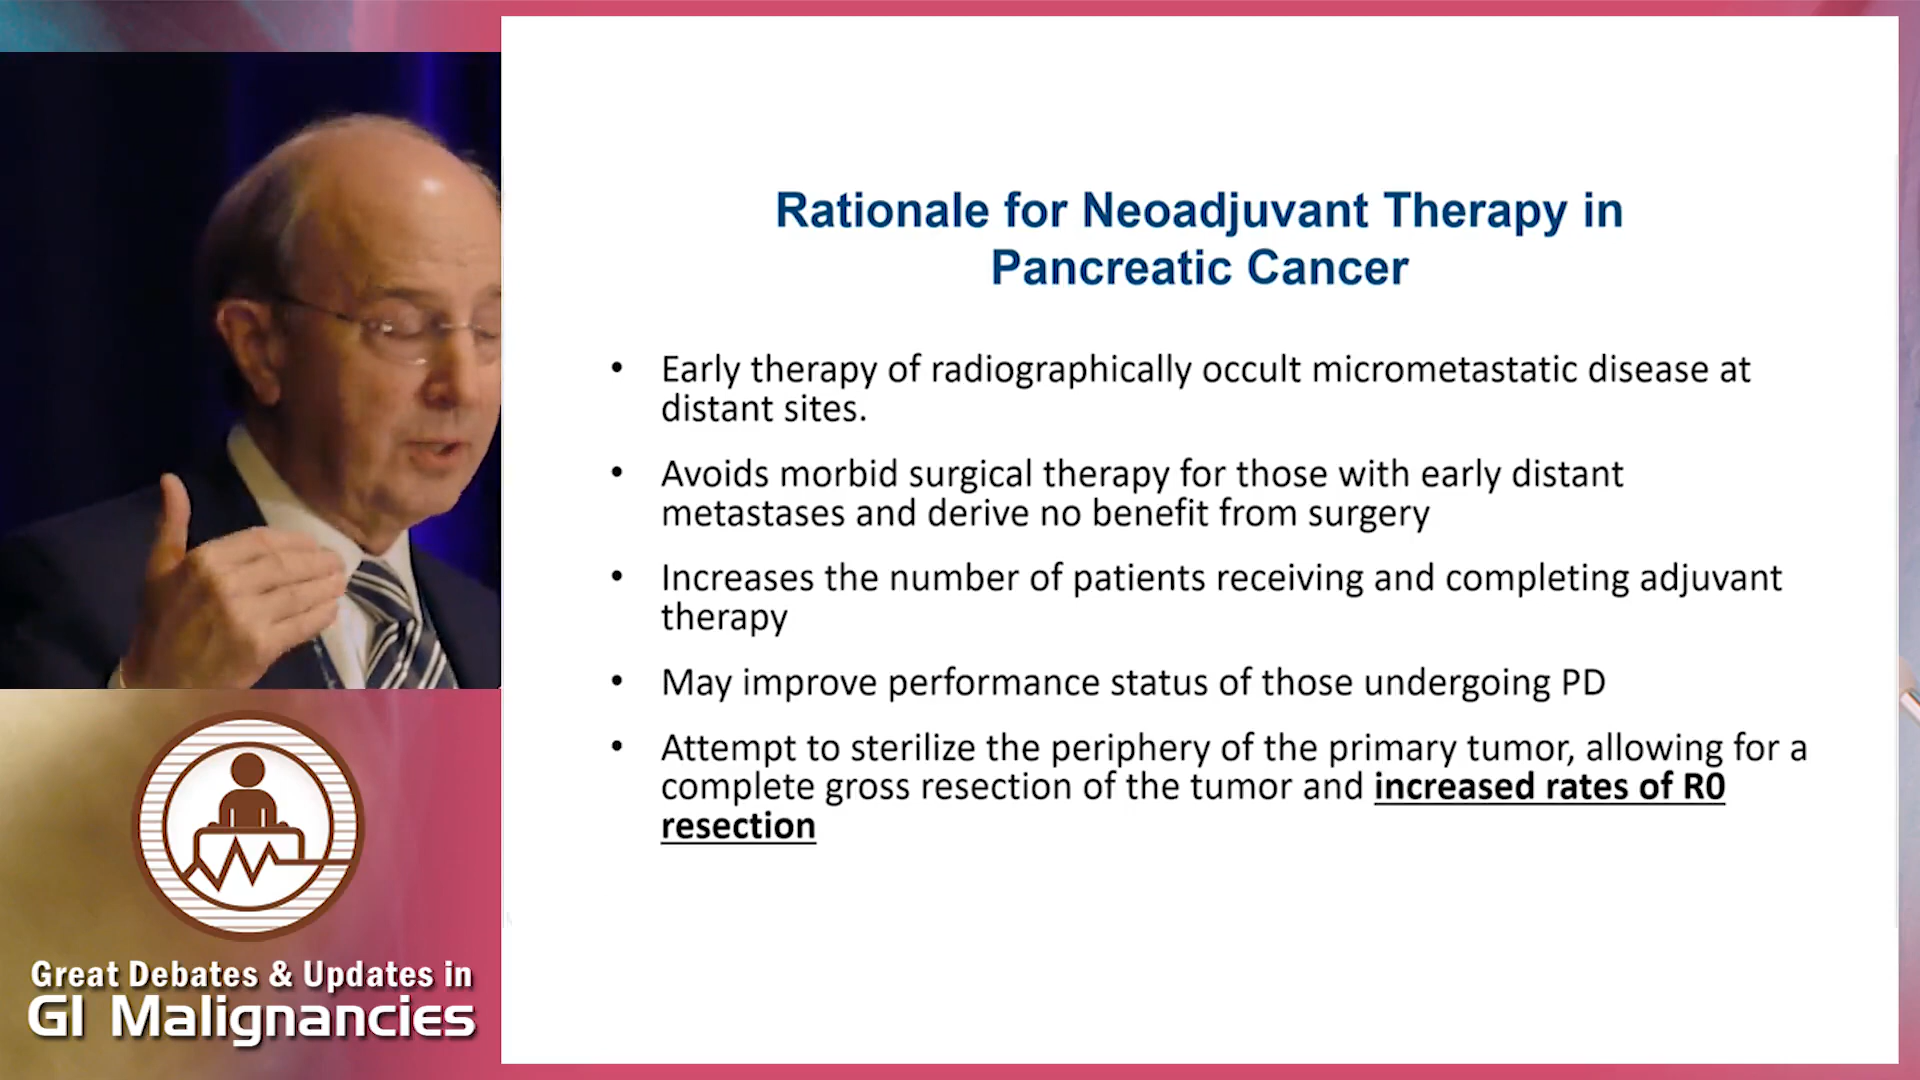 Rationale for Neoadjuvant Therapy in
Pancreatic Cancer
• Early therapy of radiographically occult micrometastatic disease at
distant sites.
• Avoids morbid surgical therapy for those with early distant
metastases and derive no benefit from surgery
• Increases the number of patients receiving and completing adjuvant
therapy
• May improve performance status of those undergoing PD
• Attempt to sterilize the periphery of the primary tumor, allowing for a
complete gross resection of the tumor and increased rates of R0
resection
Great Debates & Updates in
GI Malignancies